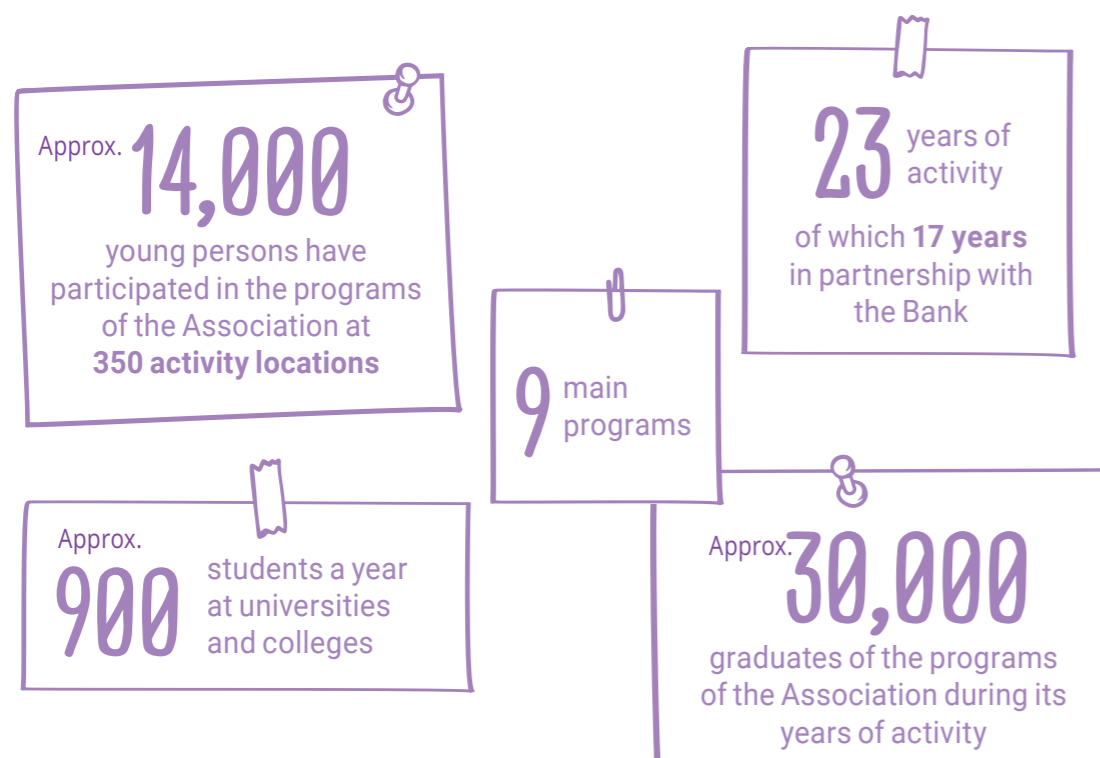 Approx. 14,000
young persons have
participated in the programs
of the Association at
350 activity locations
23 years of
activity
of which 17 years
in partnership with
the Bank
9 main
programs
Approx.
900 students a year
at universities
and colleges
Approx. 30,000
graduates of the programs
of the Association during its
years of activity